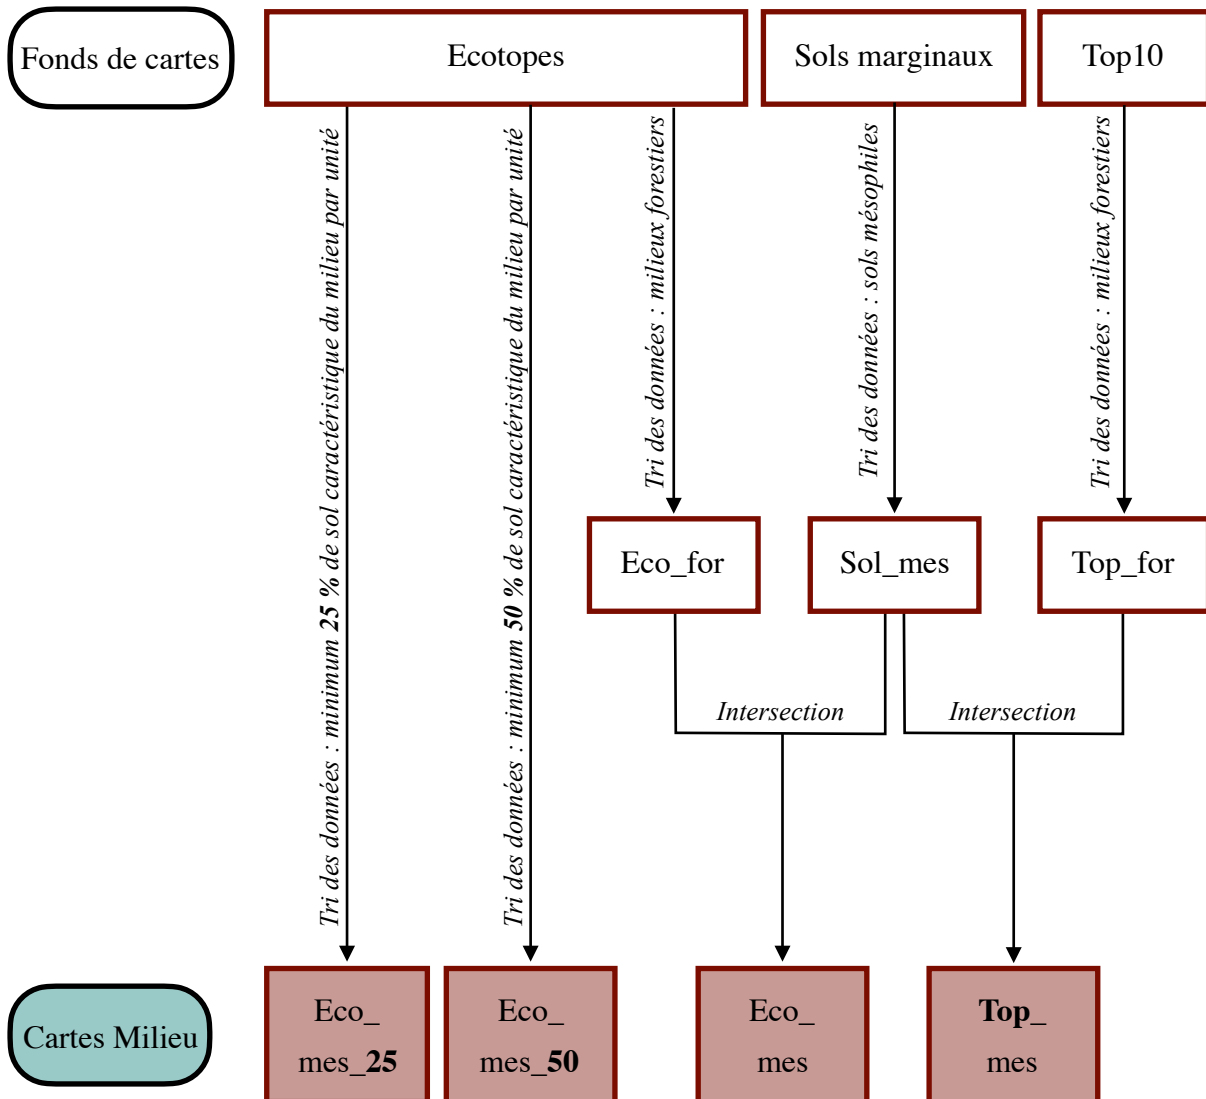 Fonds de cartes
Ecotopes
Sols marginaux
Top10
Tri des données : minimum 25 % de sol caractéristique du milieu par unité
Tri des données : minimum 50 % de sol caractéristique du milieu par unité
Tri des données : milieux forestiers
Tri des données : sols mésophiles
Tri des données : milieux forestiers
Eco_for
Sol_mes
Top_for
Intersection
Intersection
Cartes Milieu
Eco_
mes_25
Eco_
mes_50
Eco_
mes
Top_
mes